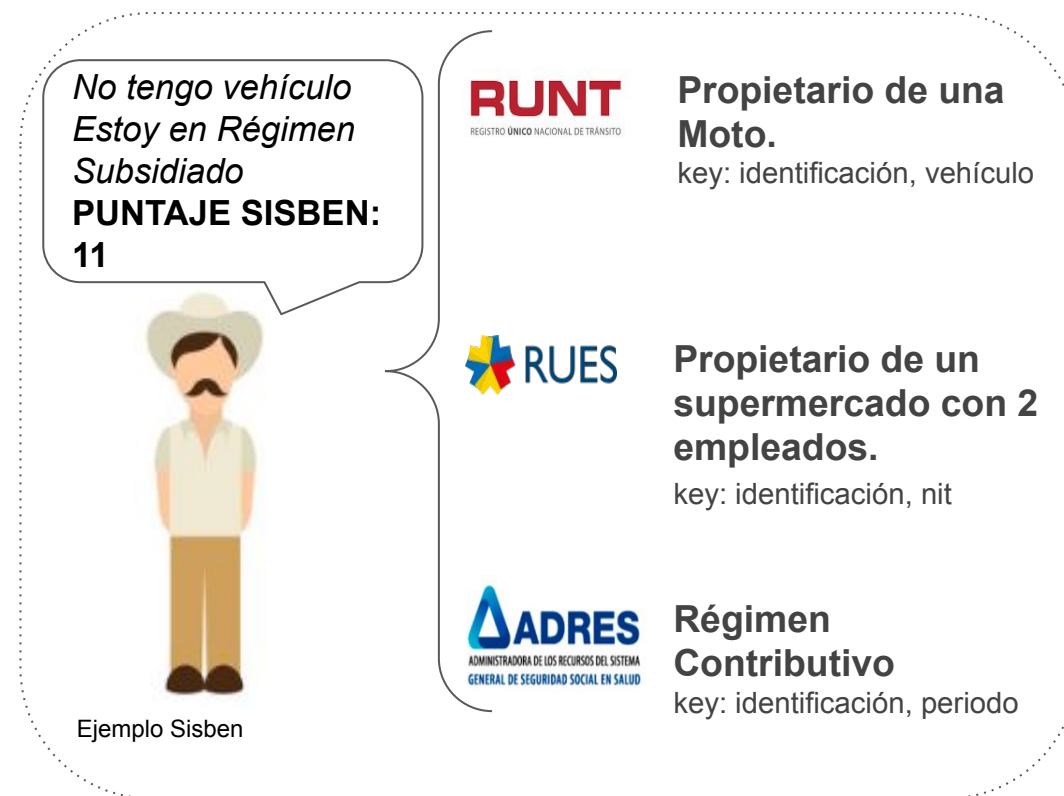 No tengo vehículo
Estoy en Régimen
Subsidiado
PUNTAJE SISBEN:
11
Ejemplo Sisben
RUNT
REGISTRO ÚNICO NACIONAL DE TRÁNSITO
Propietario de una
Moto.
key: identificación, vehículo
RUES
Propietario de un
supermercado con 2
empleados.
key: identificación, nit
ADRES
ADMINISTRADORA DE LOS RECURSOS DEL SISTEMA
GENERAL DE SEGURIDAD SOCIAL EN SALUD
Régimen
Contributivo
key: identificación, periodo